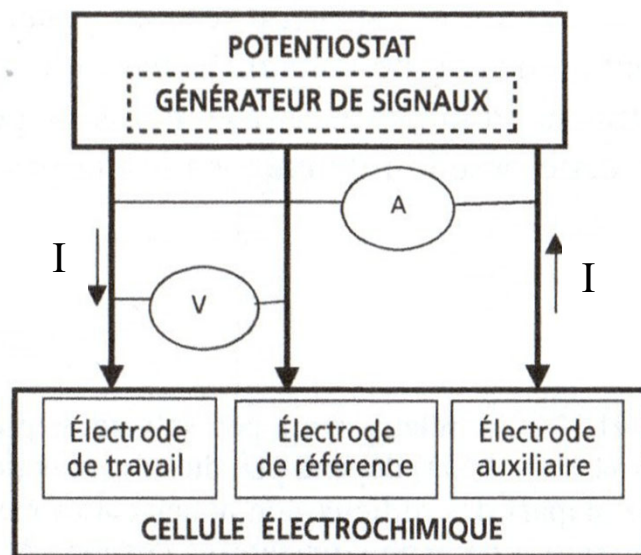 POTENTIOSTAT
GÉNÉRATEUR DE SIGNAUX
A
I
I
V
Électrode
de travail
Électrode
de référence
Électrode
auxiliaire
CELLULE ÉLECTROCHIMIQUE